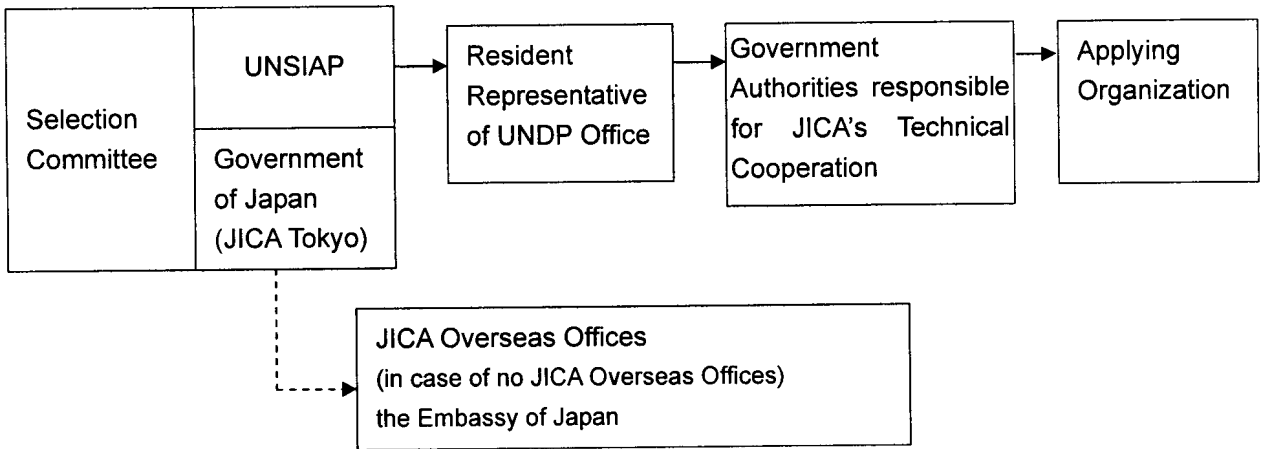 Selection
Committee
UNSIAP
Government
of Japan
(JICA Tokyo)
Resident
Representative
of UNDP Office
Government
Authorities responsible
for JICA's Technical
Cooperation
Applying
Organization
JICA Overseas Offices
(in case of no JICA Overseas Offices)
the Embassy of Japan